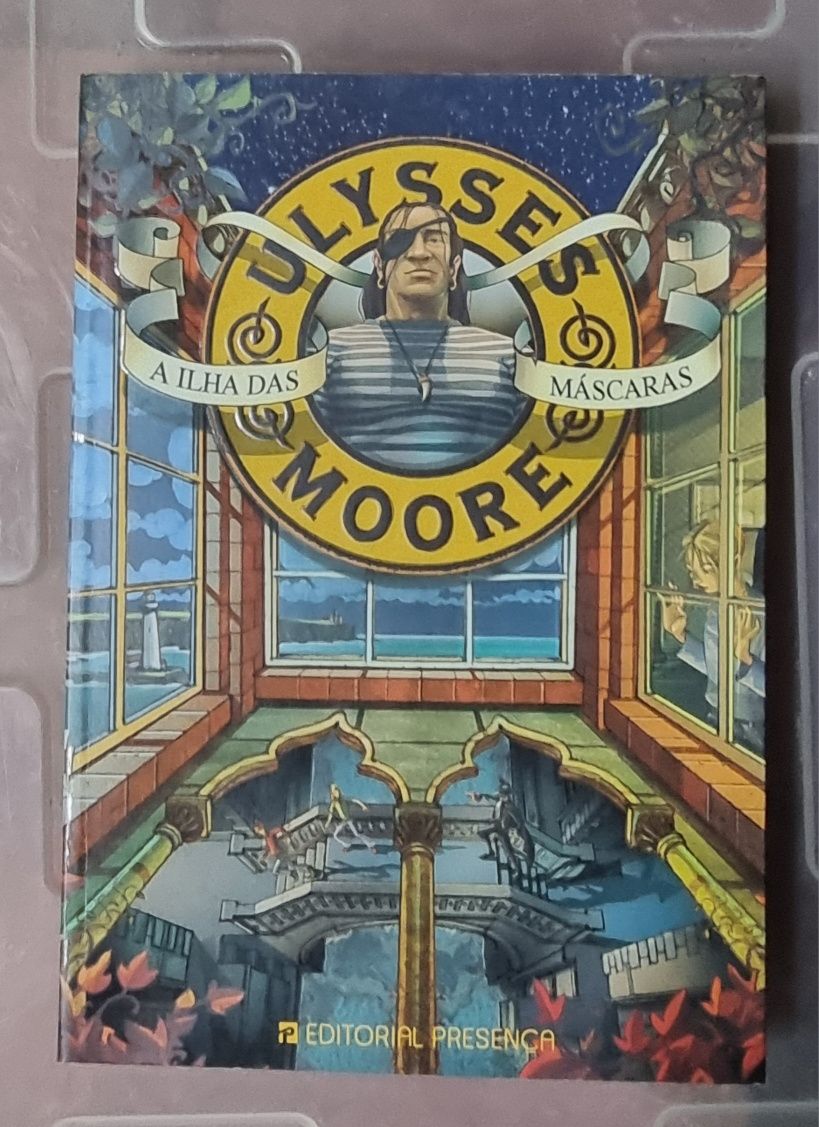 ULYSSES
A ILHA DAS MÁSCARAS
MOORE
EDITORIAL PRESENÇA